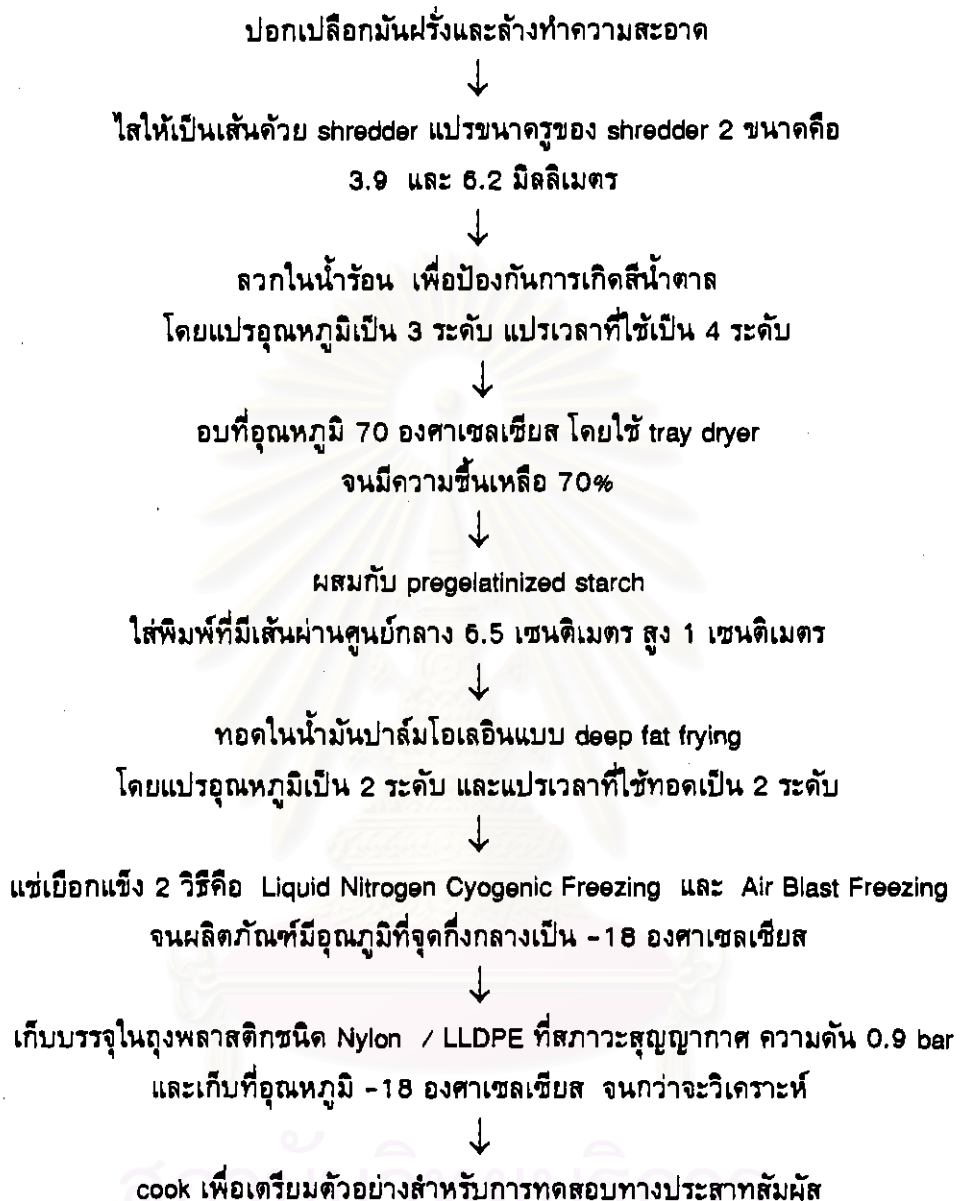 ปอกเปลือกมันฝรั่งและล้างทำความสะอาด
↓
ไสให้เป็นเส้นด้วย shredder แปรขนาดรูของ shredder 2 ขนาดคือ
3.9 และ 6.2 มิลลิเมตร
↓
ลวกในน้ำร้อน เพื่อป้องกันการเกิดสีน้ำตาล
โดยแปรอุณหภูมิเป็น 3 ระดับ แปรเวลาที่ใช้เป็น 4 ระดับ
↓
อบที่อุณหภูมิ 70 องศาเซลเซียส โดยใช้ tray dryer
จนมีความชื้นเหลือ 70%
↓
ผสมกับ pregelatinized starch
ใส่พิมพ์ที่มีเส้นผ่านศูนย์กลาง 6.5 เซนติเมตร สูง 1 เซนติเมตร
↓
ทอดในน้ำมันปาล์มโอเลอินแบบ deep fat frying
โดยแปรอุณหภูมิเป็น 2 ระดับ และแปรเวลาที่ใช้ทอดเป็น 2 ระดับ
↓
แช่เยือกแข็ง 2 วิธีคือ Liquid Nitrogen Cyogenic Freezing และ Air Blast Freezing
จนผลิตภัณฑ์มีอุณภูมิที่จุดกึ่งกลางเป็น -18 องศาเซลเซียส
↓
เก็บบรรจุในถุงพลาสติกชนิด Nylon / LLDPE ที่สภาวะสุญญากาศ ความดัน 0.9 bar
และเก็บที่อุณหภูมิ -18 องศาเซลเซียส จนกว่าจะวิเคราะห์
↓
cook เพื่อเตรียมตัวอย่างสำหรับการทดสอบทางประสาทสัมผัส